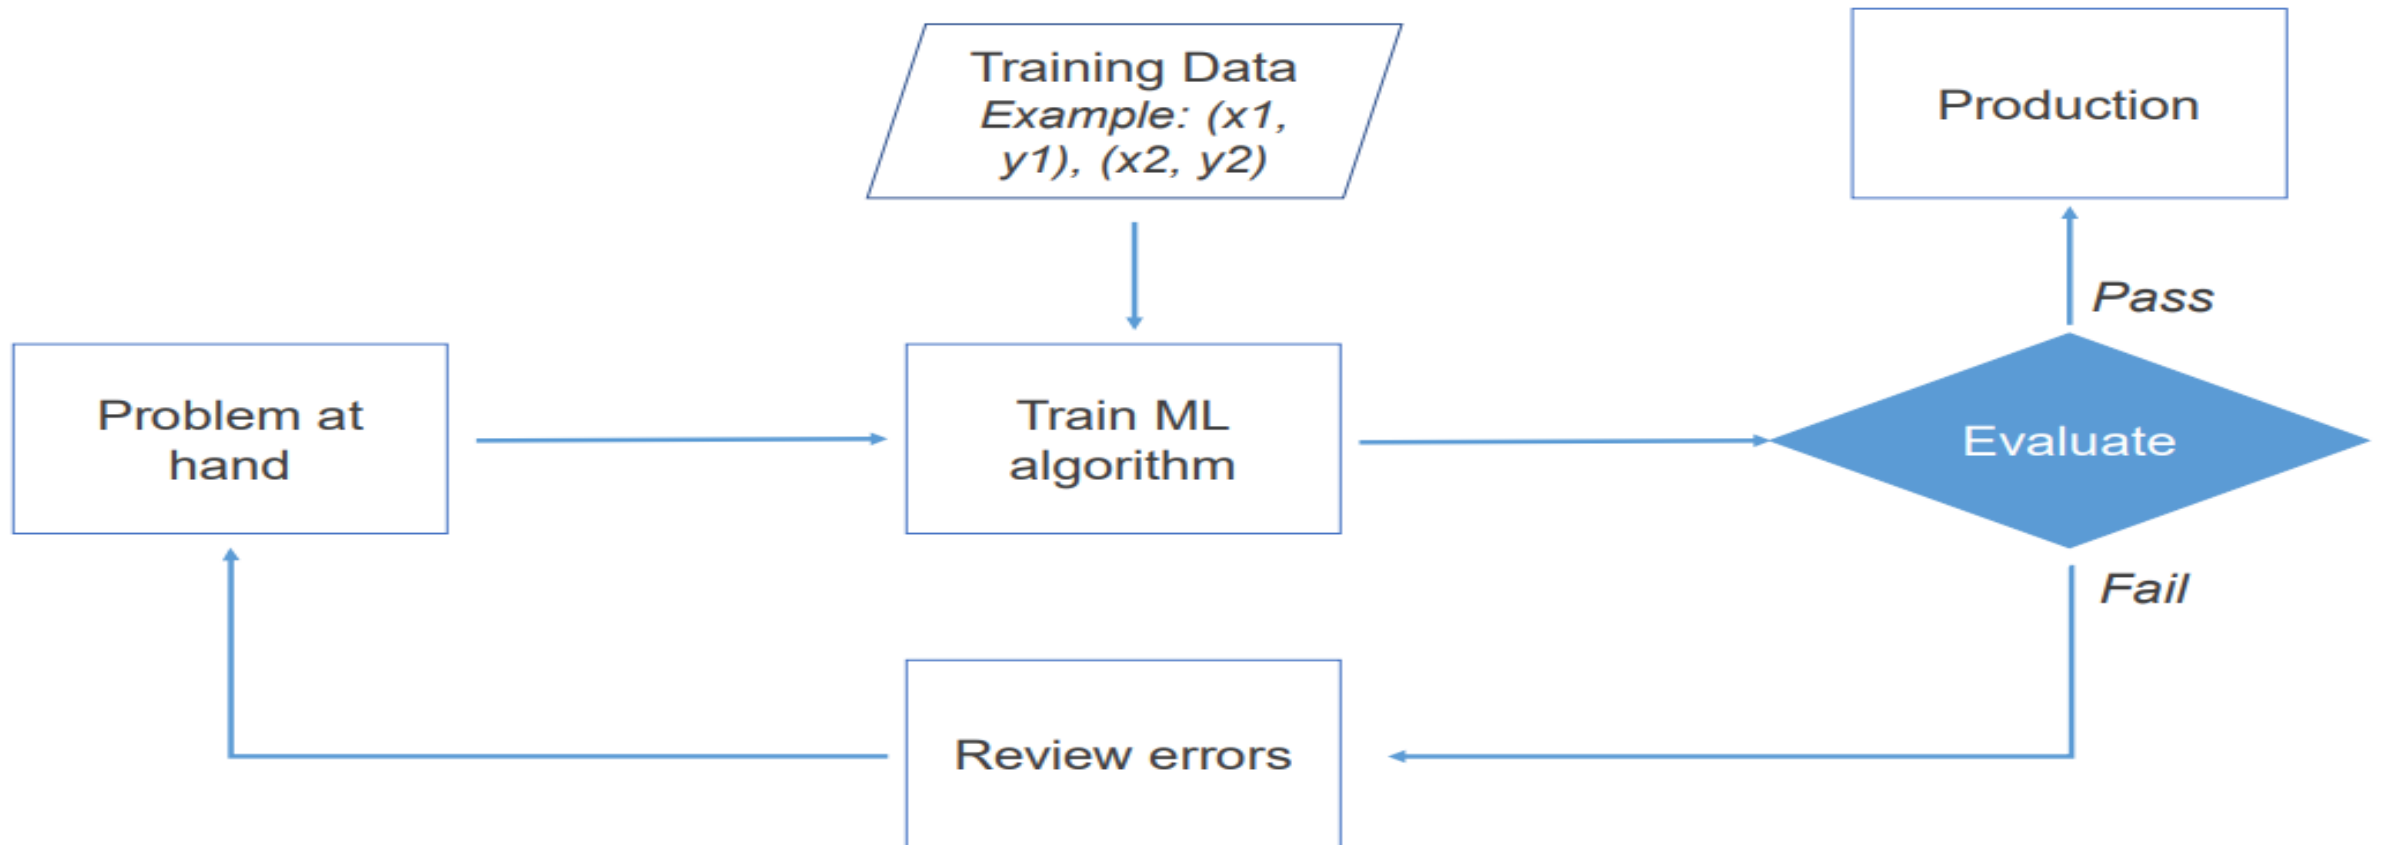 Training Data
Example: (x1,
y1), (x2, y2)
Production
Pass
Problem at
hand
Train ML
algorithm
Evaluate
Fail
Review errors